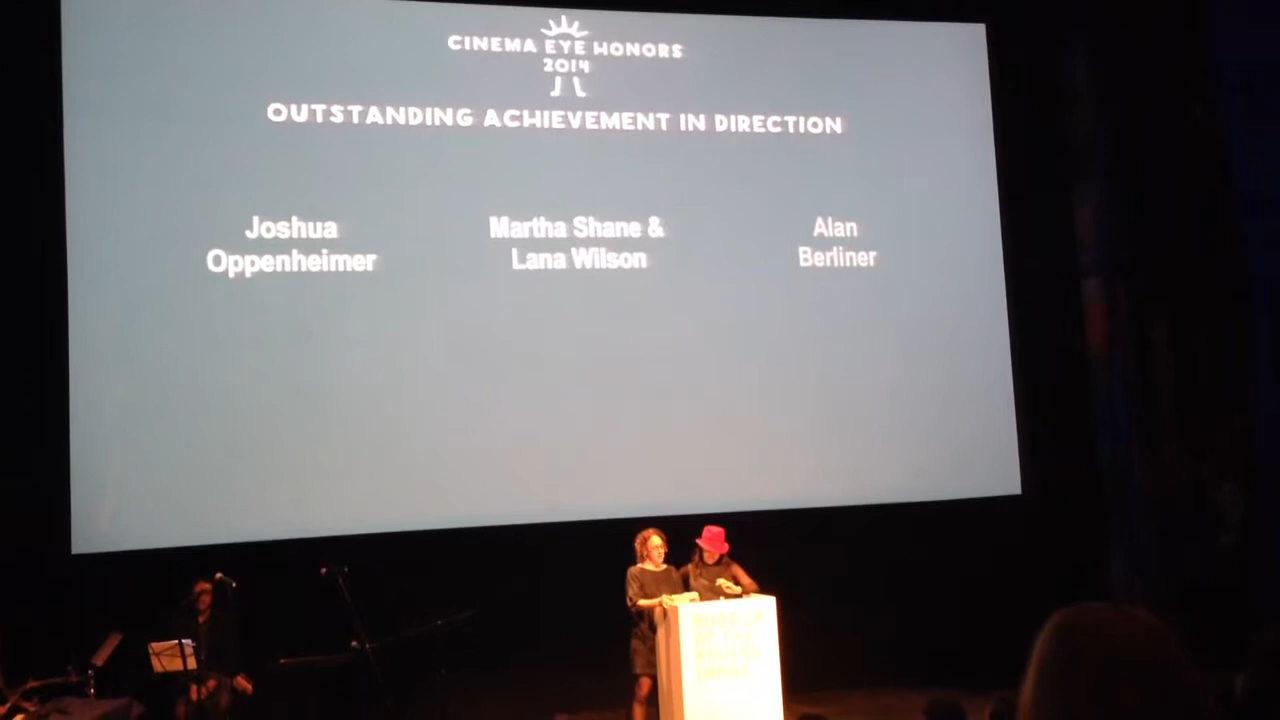 CINEMA EYE HONORS
2014
OUTSTANDING ACHIEVEMENT IN DIRECTION
Joshua
Oppenheimer
Martha Shane &
Lana Wilson
Alan
Berliner